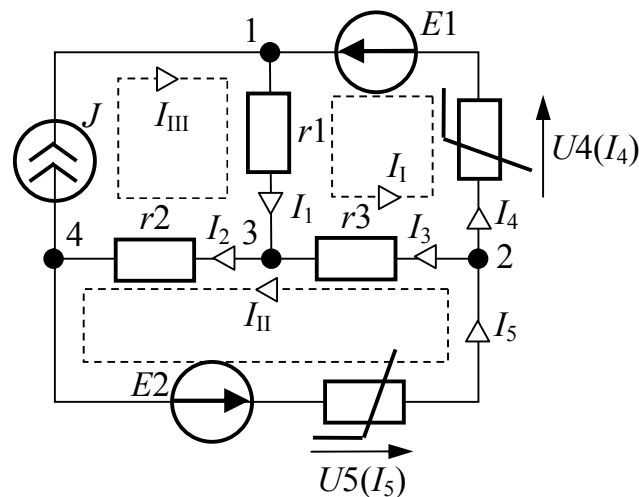 1
E1
J
I_III
r1
U4(I_4)
I_I
I_1
r3
I_4
4
r2
I_2
3
I_3
2
I_II
I_5
E2
U5(I_5)